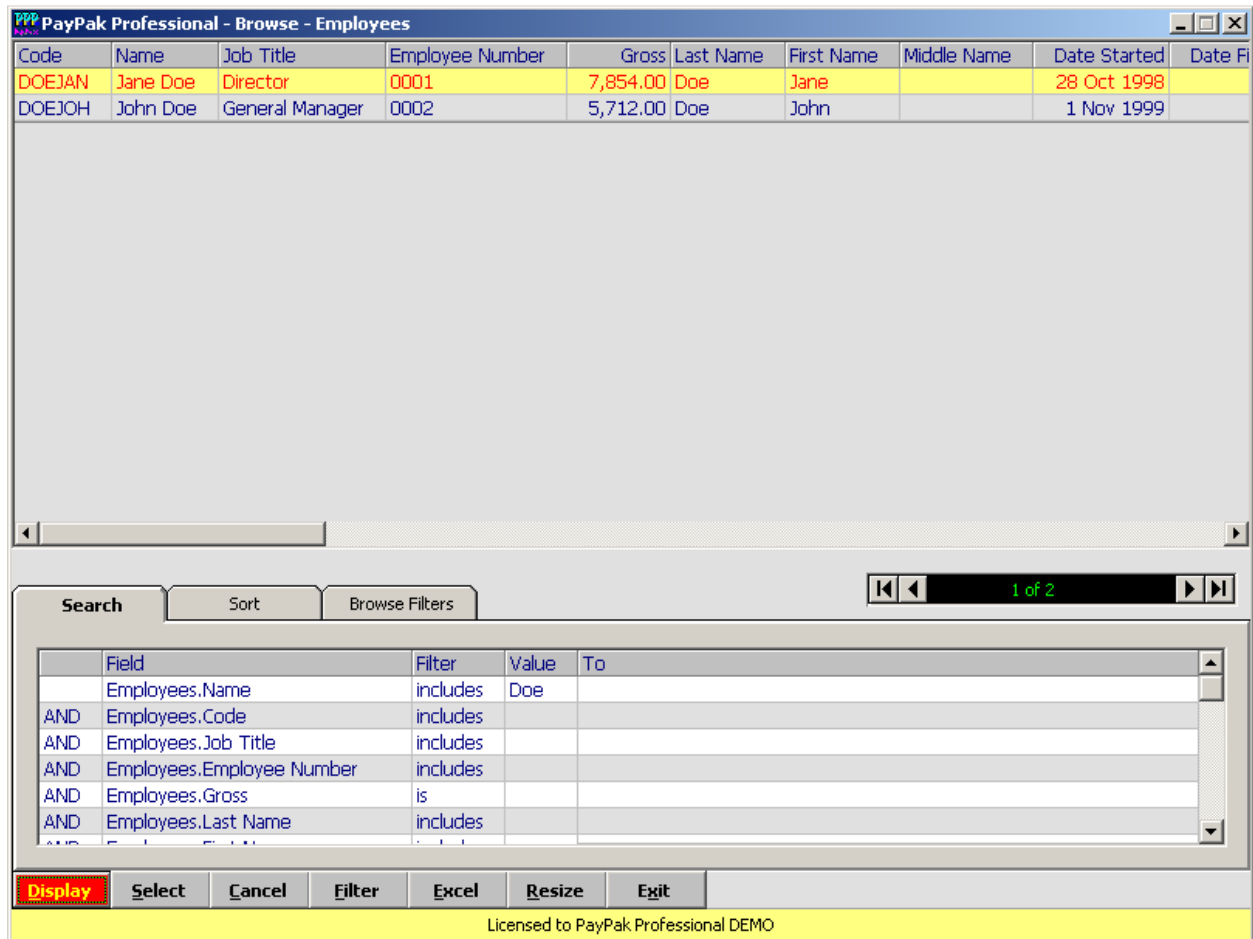 PayPak Professional - Browse - Employees
Code Name Job Title Employee Number Gross Last Name First Name Middle Name Date Started Date Fi
DOEJAN Jane Doe Director 0001 7,854.00 Doe Jane 28 Oct 1998
DOEJOH John Doe General Manager 0002 5,712.00 Doe John 1 Nov 1999
Search Sort Browse Filters 1 of 2
Field Filter Value To
Employees.Name includes Doe
AND Employees.Code includes
AND Employees.Job Title includes
AND Employees.Employee Number includes
AND Employees.Gross is
AND Employees.Last Name includes
Display Select Cancel Filter Excel Resize Exit
Licensed to PayPak Professional DEMO